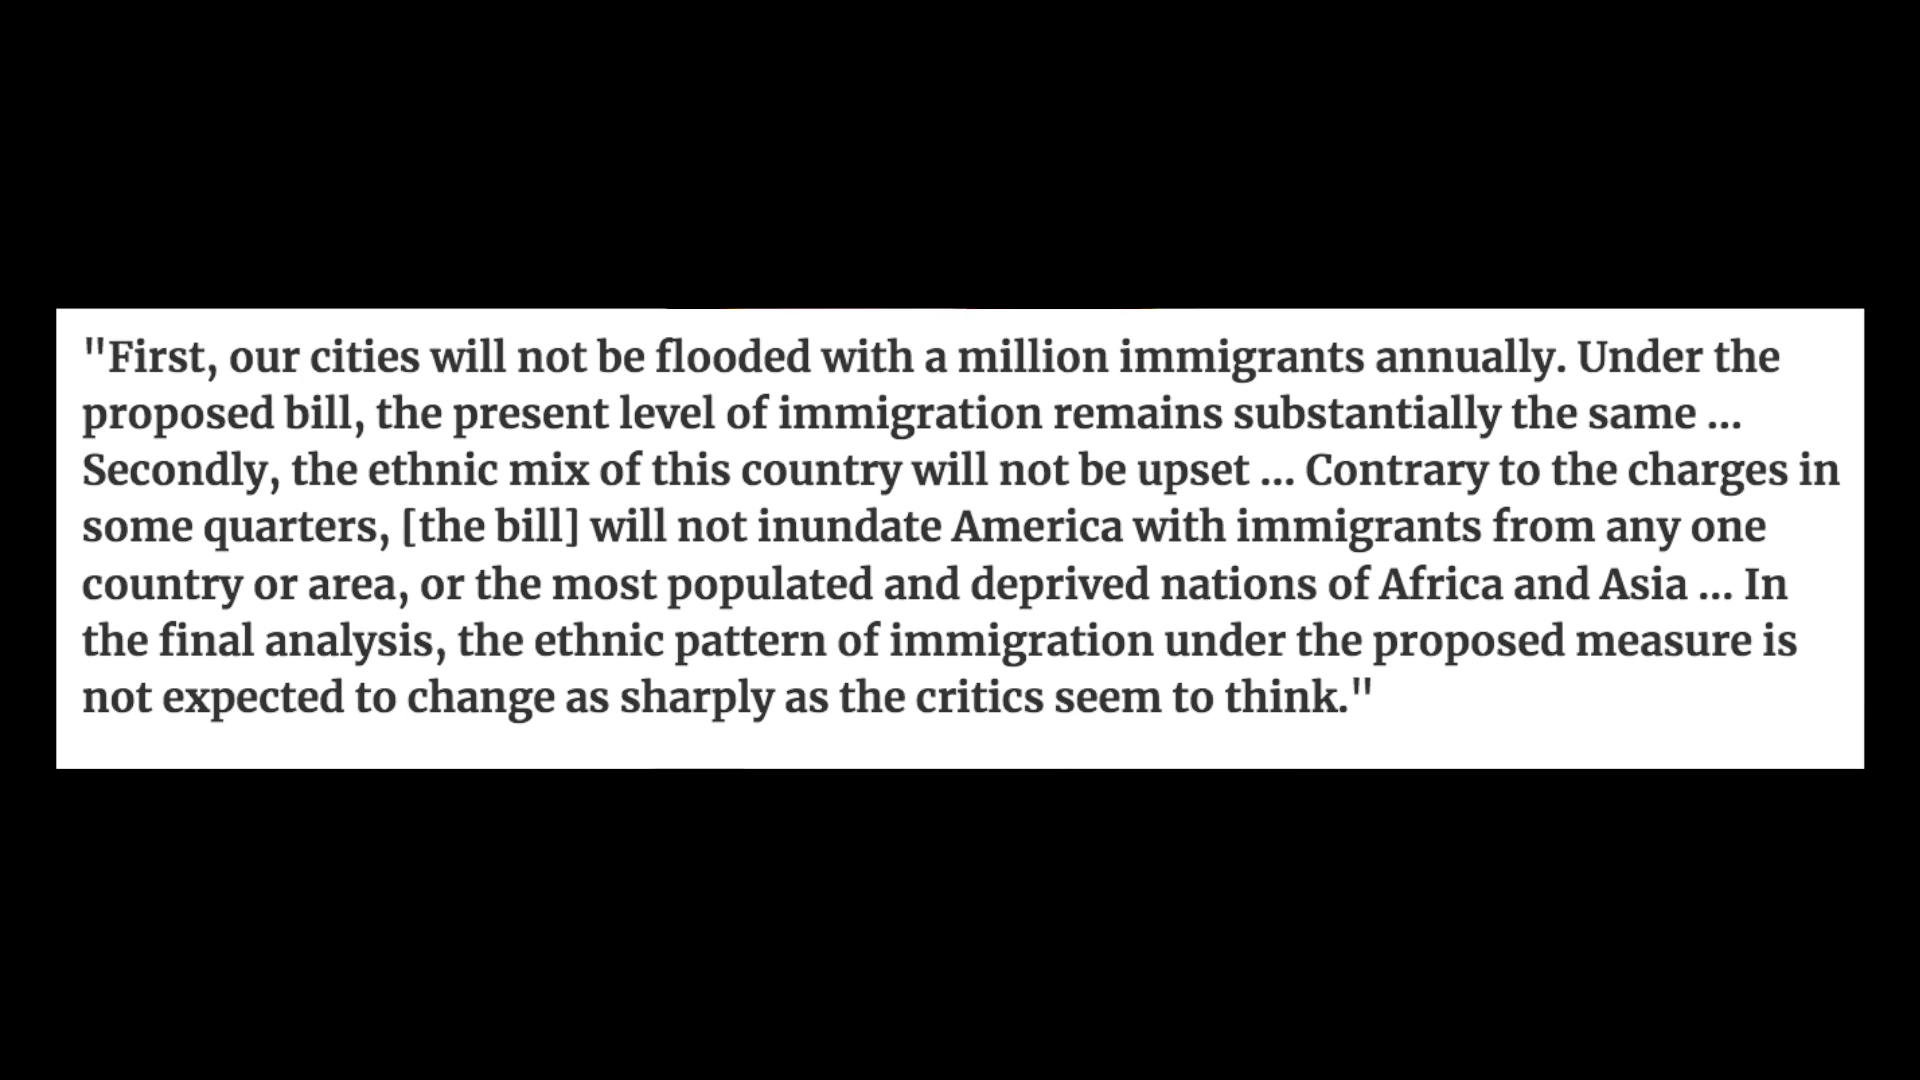 "First, our cities will not be flooded with a million immigrants annually. Under the
proposed bill, the present level of immigration remains substantially the same ...
Secondly, the ethnic mix of this country will not be upset ... Contrary to the charges in
some quarters, [the bill] will not inundate America with immigrants from any one
country or area, or the most populated and deprived nations of Africa and Asia ... In
the final analysis, the ethnic pattern of immigration under the proposed measure is
not expected to change as sharply as the critics seem to think."